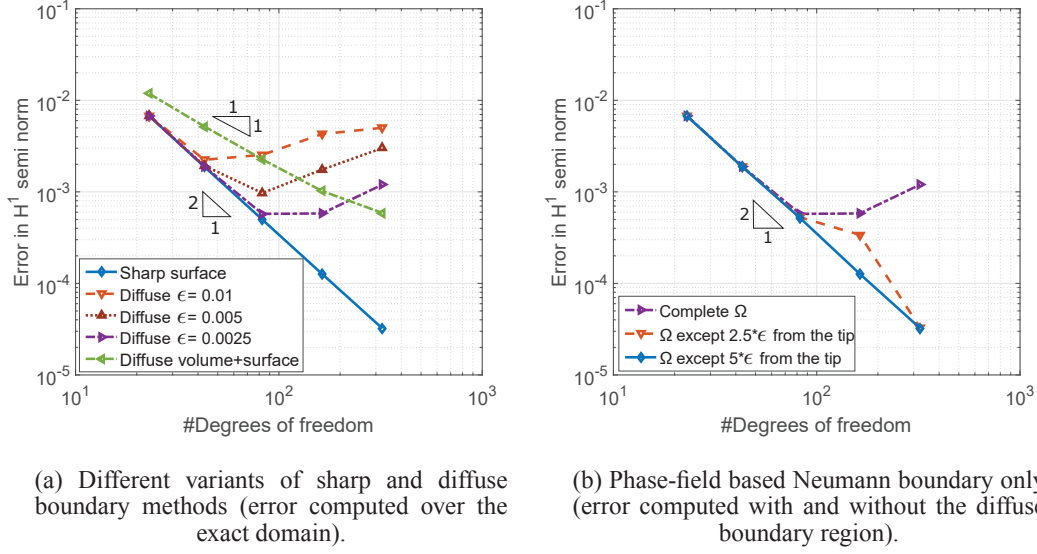 10^-1
10^-2
10^-3
10^-4
10^-5
Error in H^1 semi norm
1
1
2
1
Sharp surface
Diffuse ϵ= 0.01
Diffuse ϵ= 0.005
Diffuse ϵ= 0.0025
Diffuse volume+surface
10^1
10^2
10^3
#Degrees of freedom
(a) Different variants of sharp and diffuse
boundary methods (error computed over the
exact domain).
10^-1
10^-2
10^-3
10^-4
10^-5
Error in H^1 semi norm
2
1
Complete Ω
Ω except 2.5*ϵ from the tip
Ω except 5*ϵ from the tip
10^1
10^2
10^3
#Degrees of freedom
(b) Phase-field based Neumann boundary only
(error computed with and without the diffuse
boundary region).